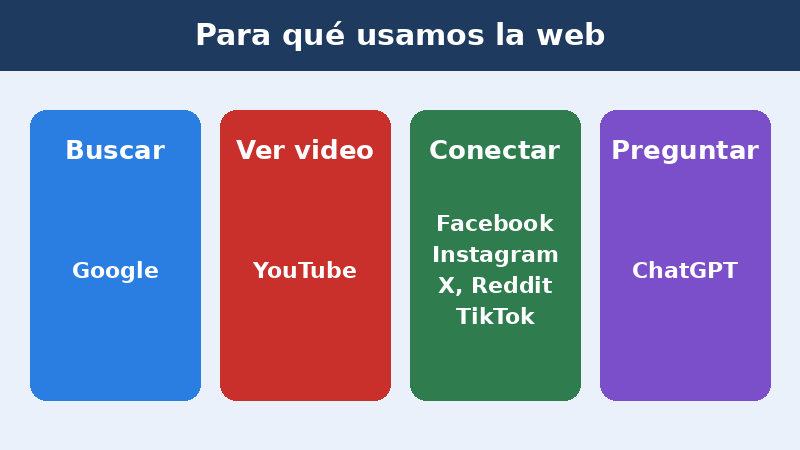 Para qué usamos la web
Buscar
Google
Ver video
YouTube
Conectar
Facebook
Instagram
X, Reddit
TikTok
Preguntar
ChatGPT